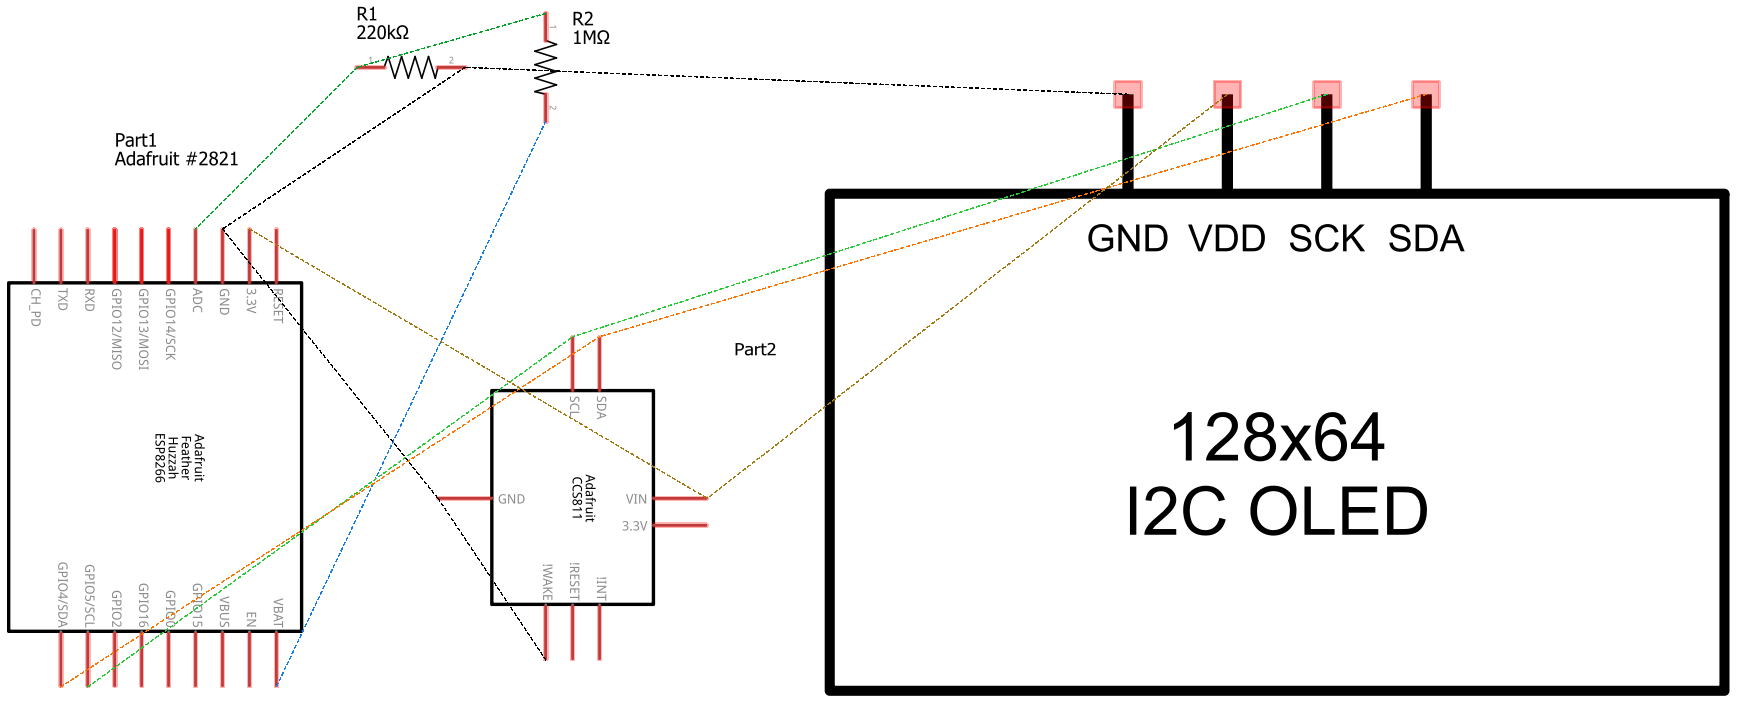 R1
220kΩ
1
2
R2
1MΩ
1
2
Part1
Adafruit #2821
CH_PD
TXD
RXD
GPIO12/MISO
GPIO13/MOSI
GPIO14/SCK
ADC
GND
3.3V
RESET
Adafruit
Feather
Huzzah
ESP8266
GPIO4/SDA
GPIO5/SCL
GPIO2
GPIO16
GPIO0
GPIO15
VBUS
EN
VBAT
Part2
SCL
SDA
GND
Adafruit
CCS811
VIN
3.3V
!WAKE
!RESET
!INT
GND VDD SCK SDA
128x64
I2C OLED